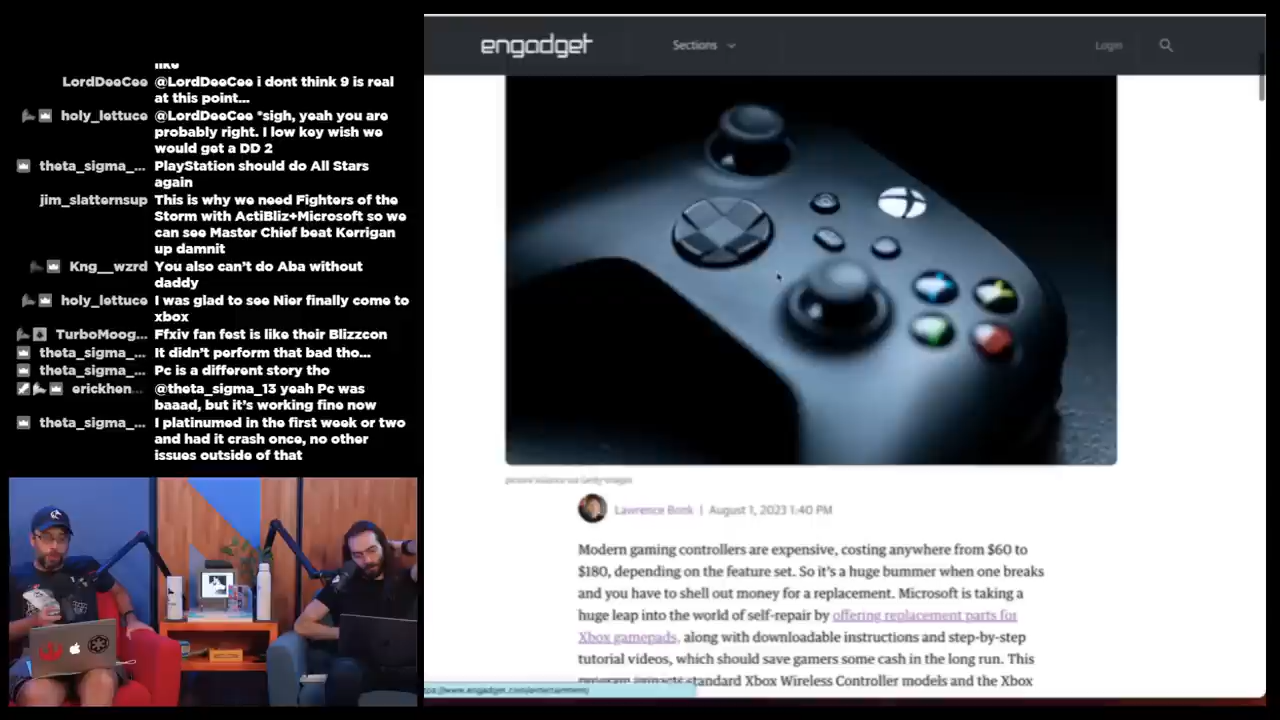 like
LordDeeCee @LordDeeCee i dont think 9 is real
at this point...
holy_lettuce @LordDeeCee *sigh, yeah you are
probably right. I low key wish we
would get a DD 2
theta_sigma_... PlayStation should do All Stars
again
jim_slatternsup This is why we need Fighters of the
Storm with ActiBliz+Microsoft so we
can see Master Chief beat Kerrigan
up damnit
Kng__wzrd You also can't do Aba without
daddy
holy_lettuce I was glad to see Nier finally come to
xbox
TurboMoog... Ffxiv fan fest is like their Blizzcon
theta_sigma_... It didn't perform that bad tho...
theta_sigma_... Pc is a different story tho
erickhen... @theta_sigma_13 yeah Pc was
baaad, but it's working fine now
theta_sigma_... I platinumed in the first week or two
and had it crash once, no other
issues outside of that
engadget Sections Login
picture alliance via Getty Images
Lawrence Bonk | August 1, 2023 1:40 PM
Modern gaming controllers are expensive, costing anywhere from $60 to
$180, depending on the feature set. So it's a huge bummer when one breaks
and you have to shell out money for a replacement. Microsoft is taking a
huge leap into the world of self-repair by offering replacement parts for
Xbox gamepads, along with downloadable instructions and step-by-step
tutorial videos, which should save gamers some cash in the long run. This
program impacts standard Xbox Wireless Controller models and the Xbox